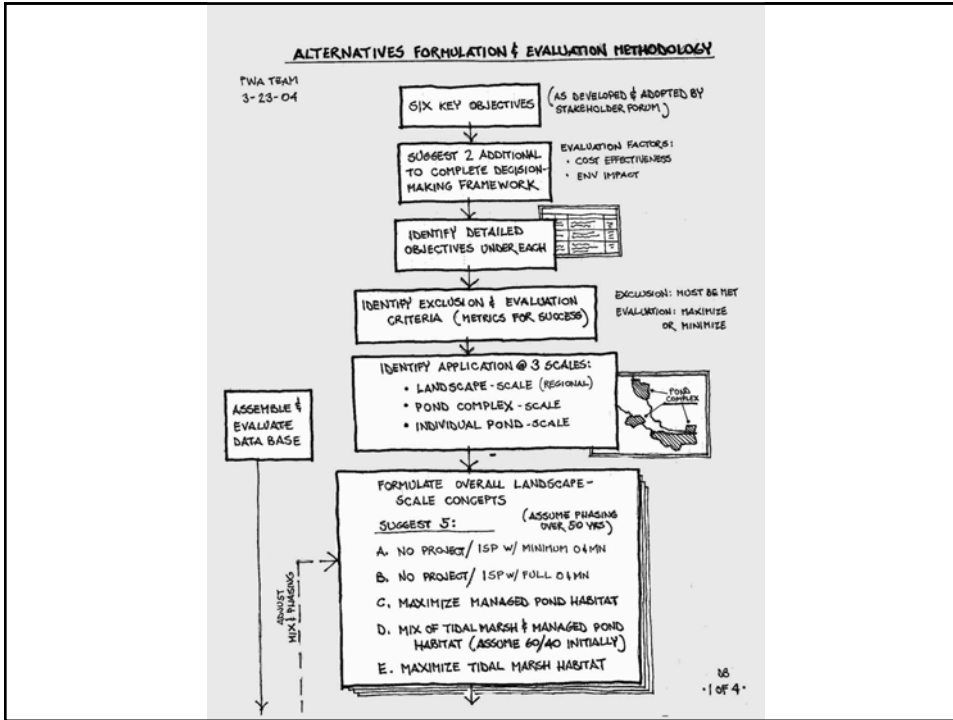 ALTERNATIVES FORMULATION & EVALUATION METHODOLOGY
PWA TEAM
3-23-04
SIX KEY OBJECTIVES
(AS DEVELOPED & ADOPTED BY
STAKEHOLDER FORUM)
SUGGEST 2 ADDITIONAL
TO COMPLETE DECISION-
MAKING FRAMEWORK
EVALUATION FACTORS:
• COST EFFECTIVENESS
• ENV IMPACT
IDENTIFY DETAILED
OBJECTIVES UNDER EACH
IDENTIFY EXCLUSION & EVALUATION
CRITERIA (METRICS FOR SUCCESS)
EXCLUSION: MUST BE MET
EVALUATION: MAXIMIZE
OR MINIMIZE
IDENTIFY APPLICATION @ 3 SCALES:
• LANDSCAPE-SCALE (REGIONAL)
• POND COMPLEX-SCALE
• INDIVIDUAL POND-SCALE
POND
COMPLEX
ASSEMBLE &
EVALUATE
DATA BASE
FORMULATE OVERALL LANDSCAPE-
SCALE CONCEPTS
SUGGEST 5:
(ASSUME PHASING
OVER 50 YRS)
A. NO PROJECT/ ISP W/ MINIMUM O&MN
B. NO PROJECT/ ISP W/ FULL O&MN
C. MAXIMIZE MANAGED POND HABITAT
D. MIX OF TIDAL MARSH & MANAGED POND
HABITAT (ASSUME 60/40 INITIALLY)
E. MAXIMIZE TIDAL MARSH HABITAT
ADJUST
MIX & PHASING
DB
·1 OF 4·